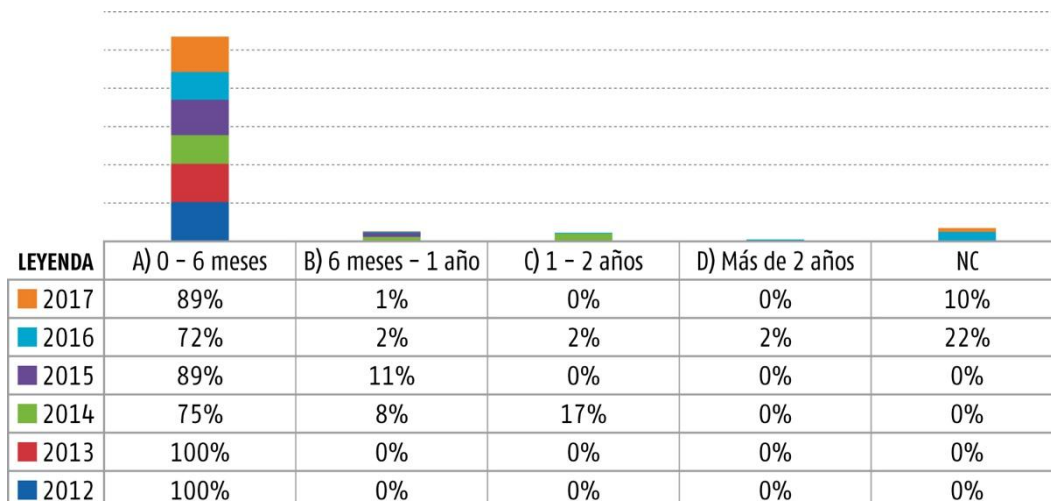 LEYENDA A) 0 – 6 meses B) 6 meses – 1 año C) 1 – 2 años D) Más de 2 años NC
2017 89% 1% 0% 0% 10%
2016 72% 2% 2% 2% 22%
2015 89% 11% 0% 0% 0%
2014 75% 8% 17% 0% 0%
2013 100% 0% 0% 0% 0%
2012 100% 0% 0% 0% 0%